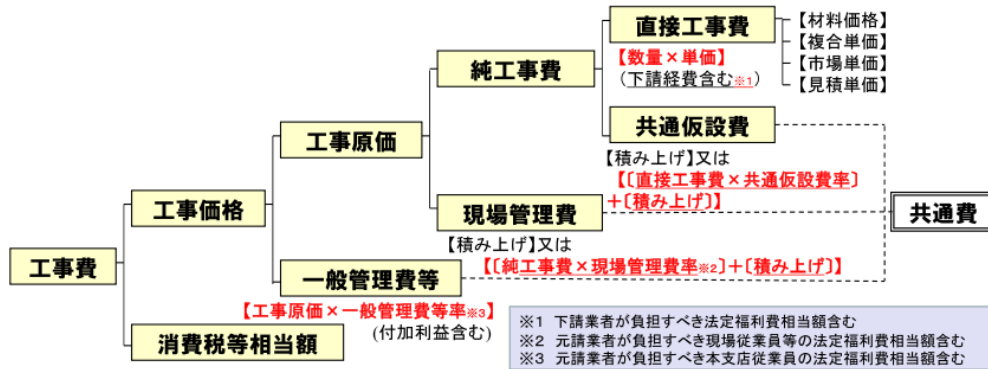 直接工事費
【材料価格】
【複合単価】
【市場単価】
【見積単価】
【数量×単価】
(下請経費含む※1)
純工事費
共通仮設費
【積み上げ】又は
【〔直接工事費×共通仮設費率〕
+〔積み上げ〕】
工事原価
現場管理費
【積み上げ】又は
【〔純工事費×現場管理費率※2〕+〔積み上げ〕】
共通費
工事価格
一般管理費等
【工事原価×一般管理費等率※3】
(付加利益含む)
工事費
消費税等相当額
※1 下請業者が負担すべき法定福利費相当額含む
※2 元請業者が負担すべき現場従業員等の法定福利費相当額含む
※3 元請業者が負担すべき本支店従業員の法定福利費相当額含む